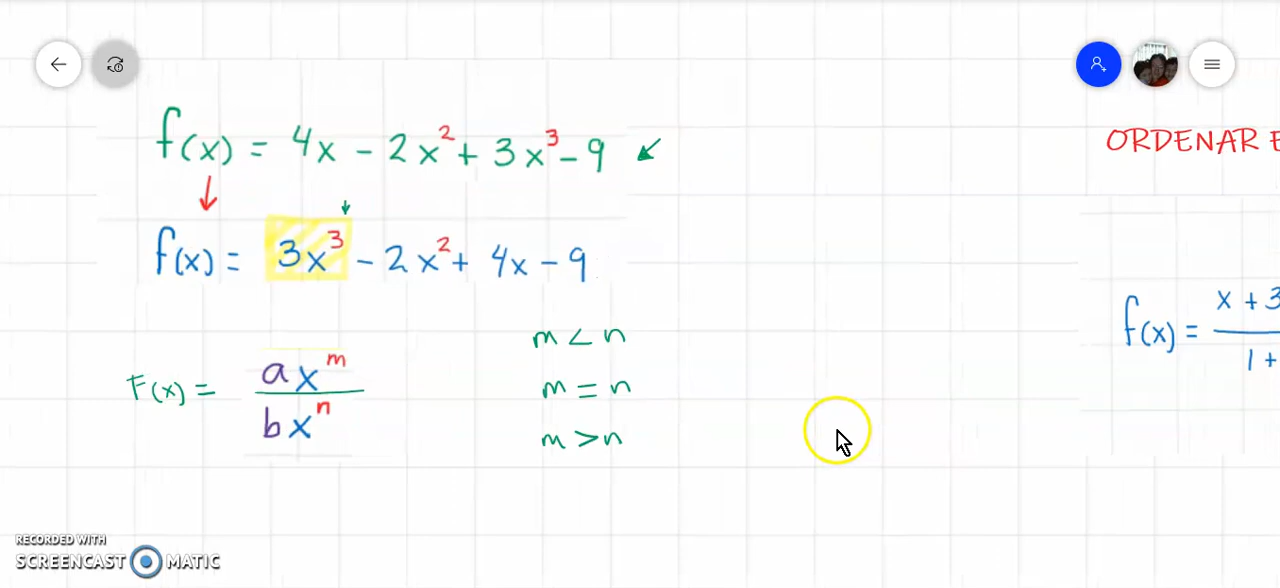 f(x) = 4x - 2x² + 3x³ - 9
f(x) = 3x³ - 2x² + 4x - 9
F(x) = axᵐ / bxⁿ
m < n
m = n
m > n
ORDENAR E
f(x) = x + 3
1 +
RECORDED WITH
SCREENCAST MATIC